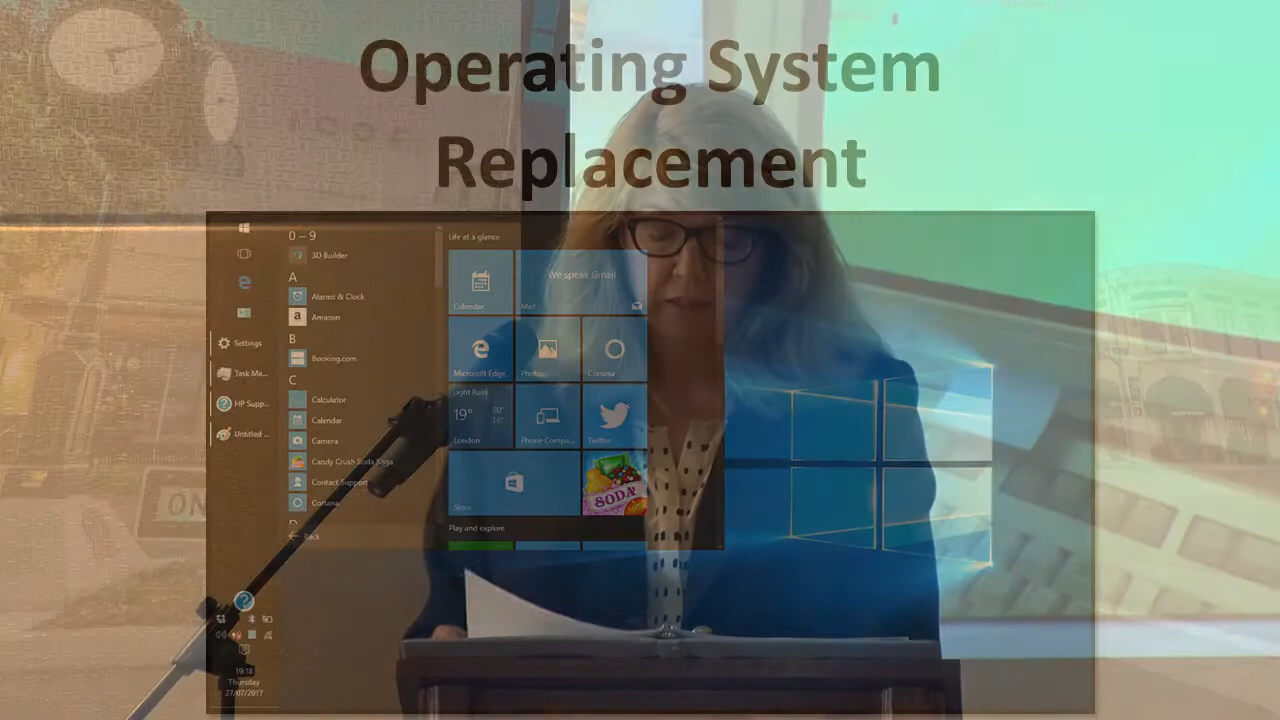 Operating System
Replacement
0 – 9
3D Builder
A
Alarms & Clock
Amazon
B
Booking.com
C
Calculator
Calendar
Camera
Candy Crush Soda Saga
Contact Support
Cortana
Back
Settings
Task Ma...
HP Supp...
Untitled ...
19:18
Thursday
27/07/2017
Life at a glance
We speak Gmail
Calendar
Mail
Microsoft Edge
Photos
Cortana
Light Rain
19°
20°
16°
London
Phone Compa...
Twitter
Store
SODA
Play and explore
ON